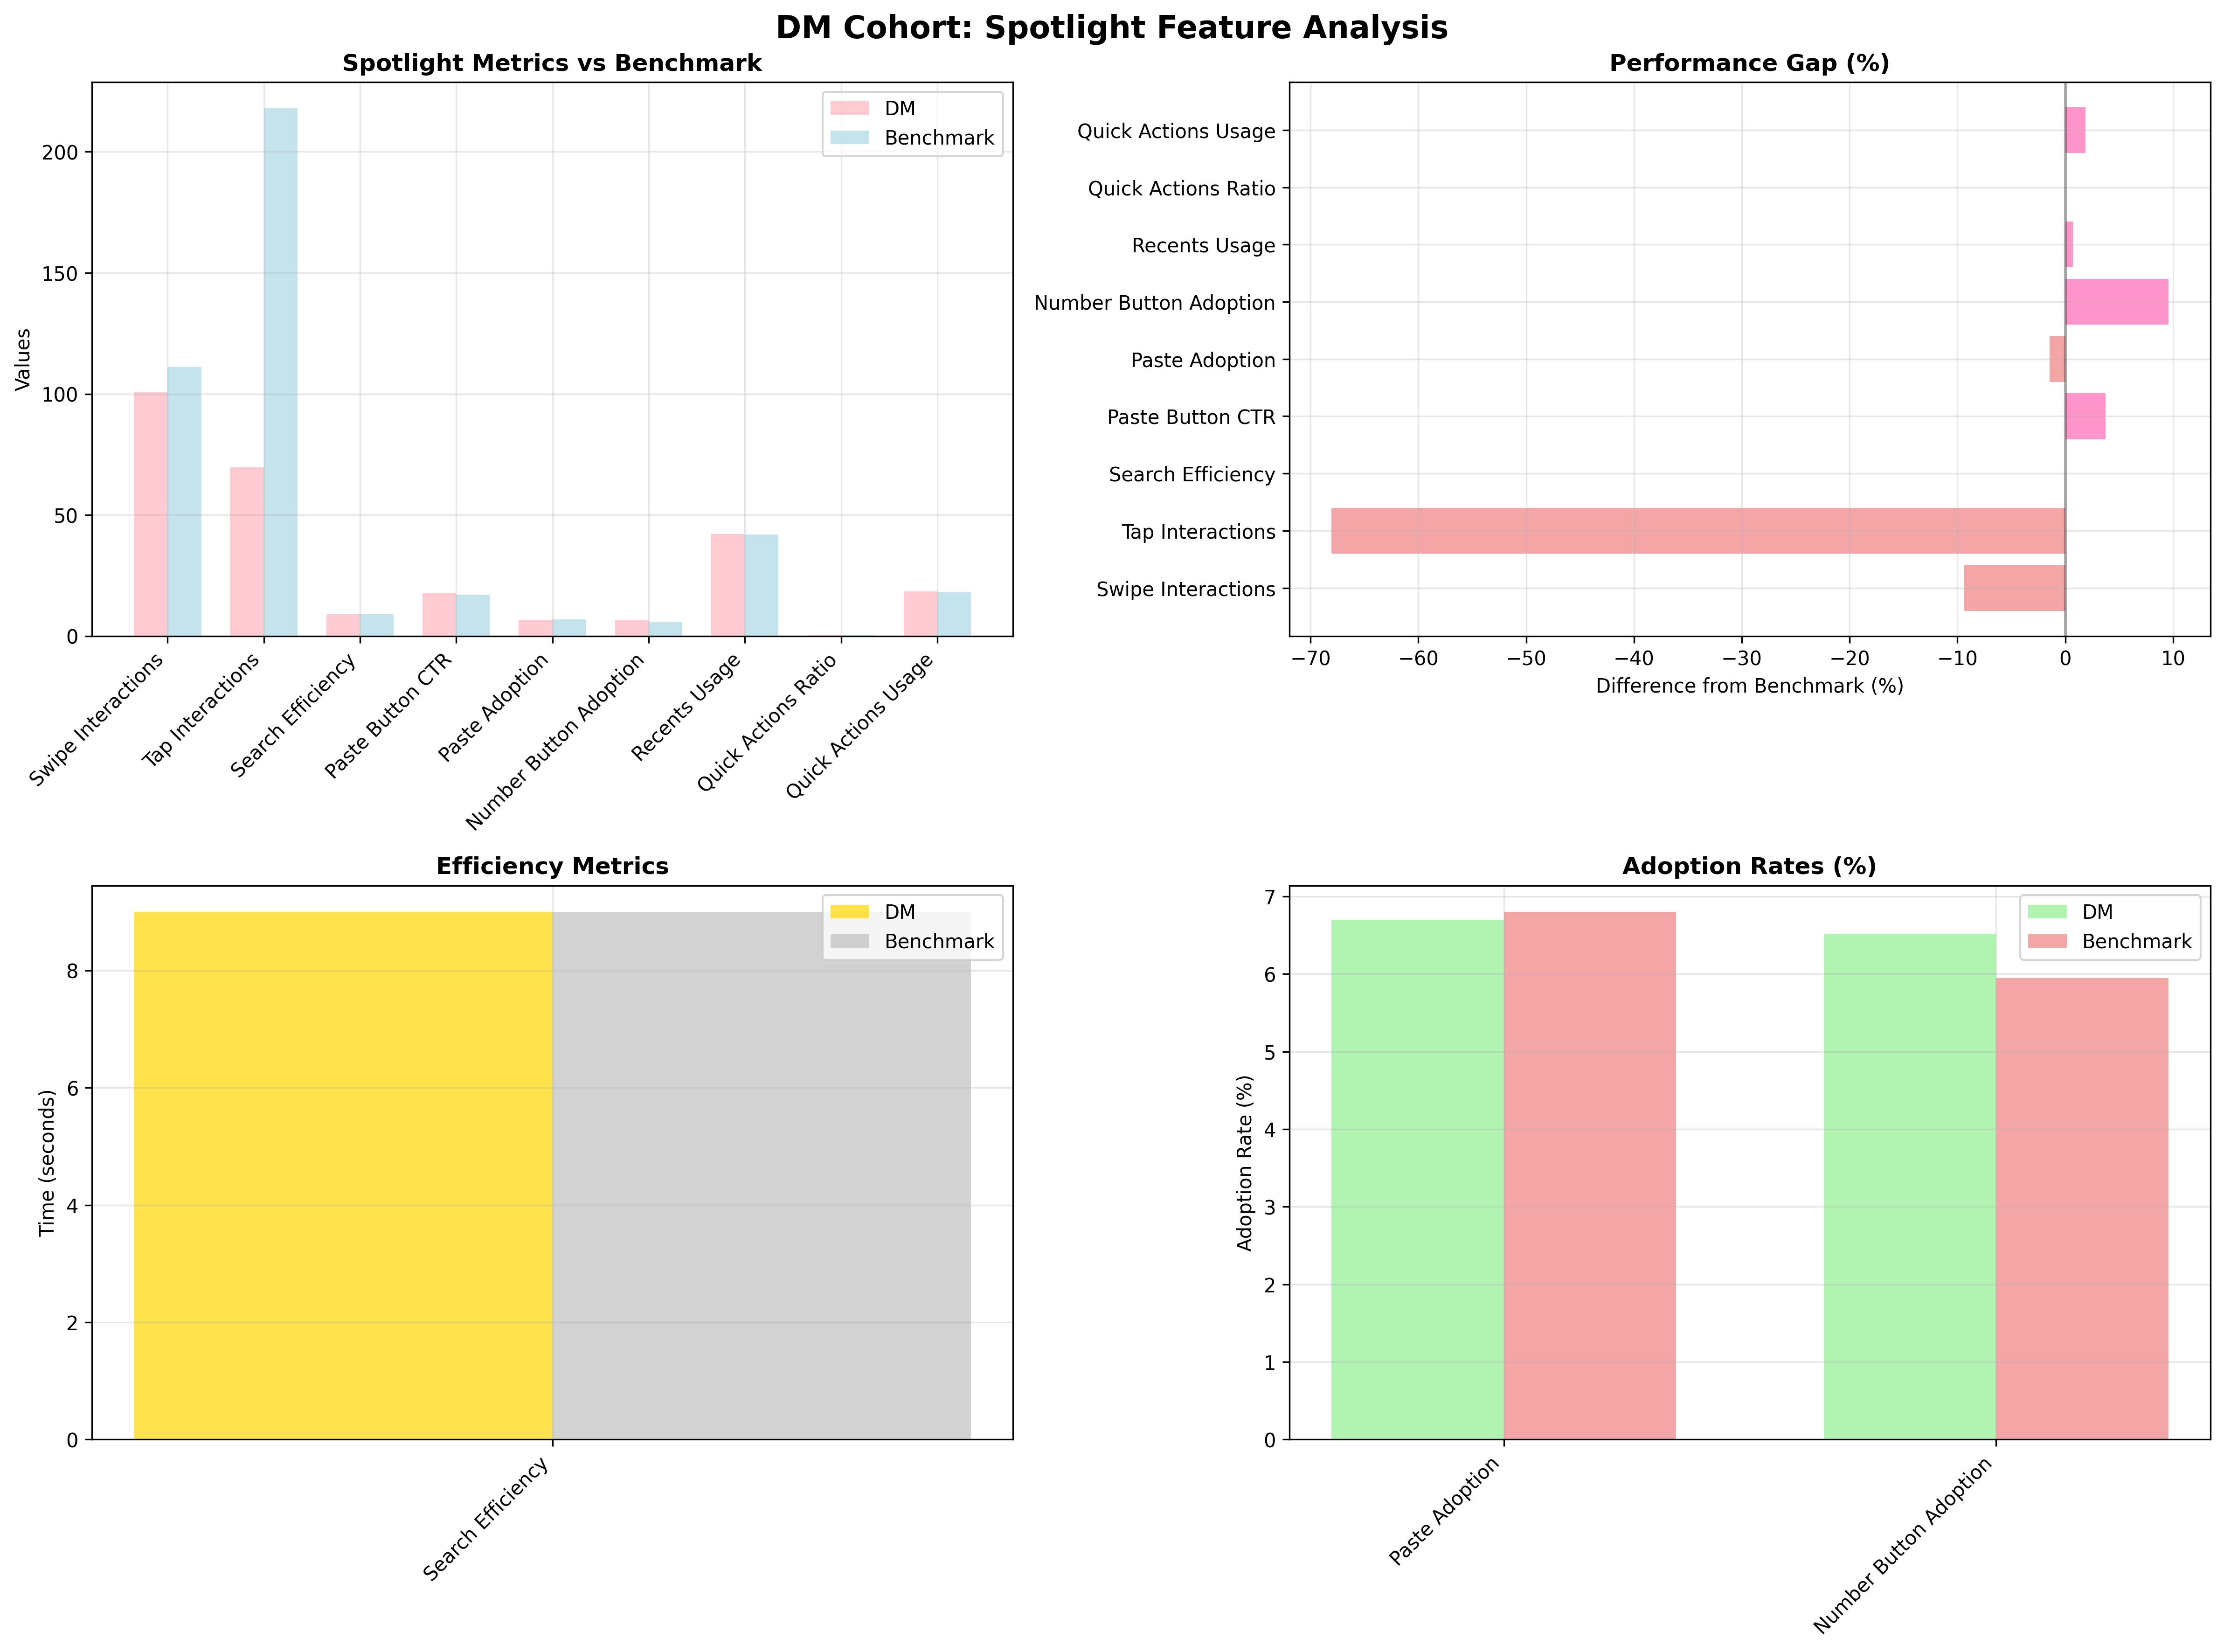 DM Cohort: Spotlight Feature Analysis
Spotlight Metrics vs Benchmark
DM
Benchmark
Values
200
150
100
50
0
Swipe Interactions
Tap Interactions
Search Efficiency
Paste Button CTR
Paste Adoption
Number Button Adoption
Recents Usage
Quick Actions Ratio
Quick Actions Usage
Performance Gap (%)
Quick Actions Usage
Quick Actions Ratio
Recents Usage
Number Button Adoption
Paste Adoption
Paste Button CTR
Search Efficiency
Tap Interactions
Swipe Interactions
−70 −60 −50 −40 −30 −20 −10 0 10
Difference from Benchmark (%)
Efficiency Metrics
DM
Benchmark
Time (seconds)
8
6
4
2
0
Search Efficiency
Adoption Rates (%)
DM
Benchmark
Adoption Rate (%)
7
6
5
4
3
2
1
0
Paste Adoption
Number Button Adoption